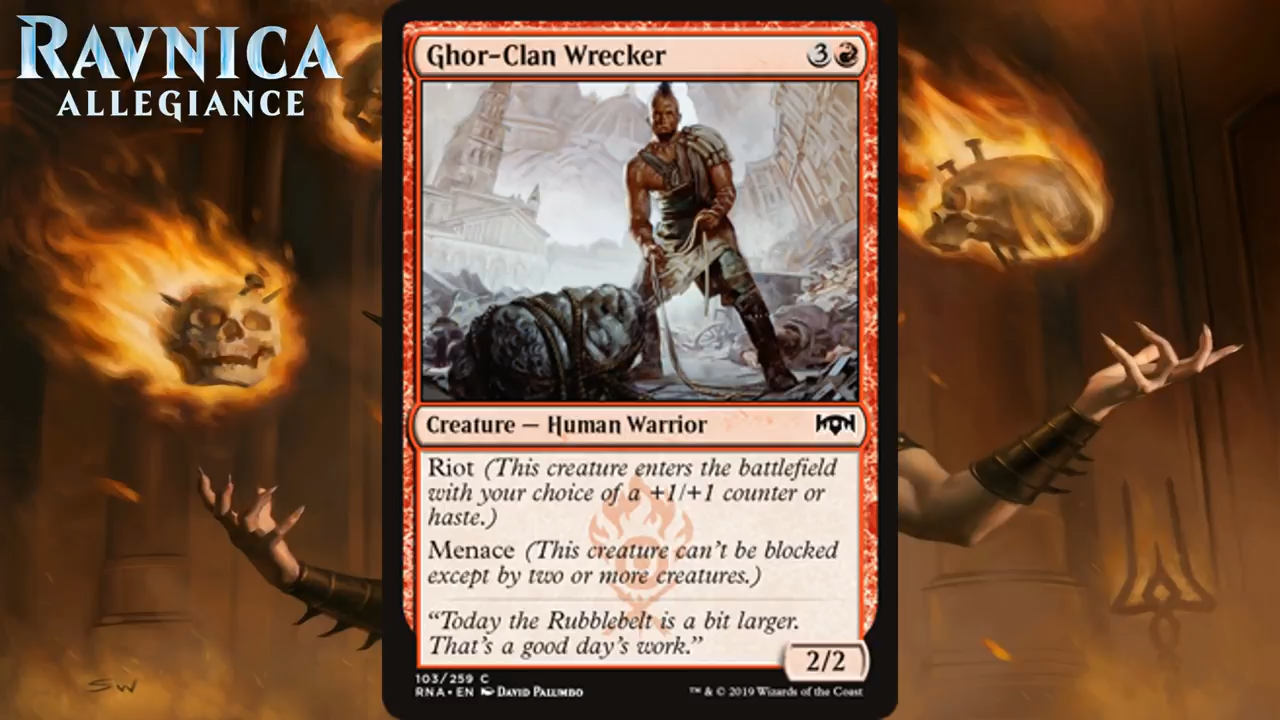 RAVNICA
ALLEGIANCE
Ghor-Clan Wrecker
3
Creature — Human Warrior
Riot (This creature enters the battlefield
with your choice of a +1/+1 counter or
haste.)
Menace (This creature can't be blocked
except by two or more creatures.)
“Today the Rubblebelt is a bit larger.
That's a good day's work.”
2/2
103/259 C
RNA • EN DAVID PALUMBO
™ & © 2019 Wizards of the Coast
SW